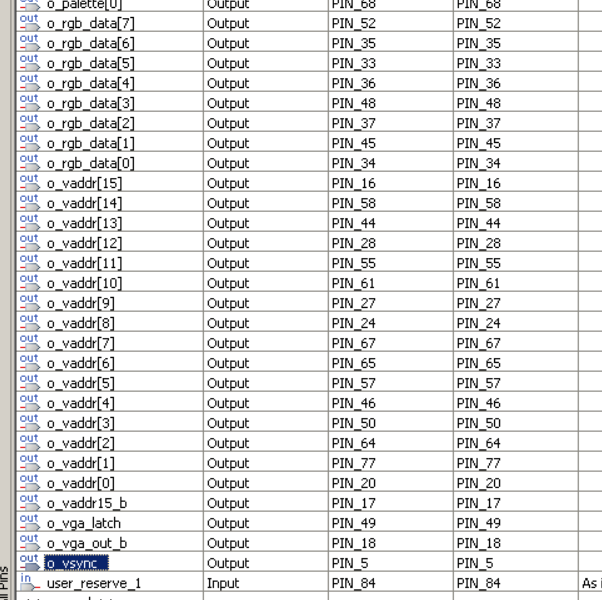 out o_palette[0] Output PIN_68 PIN_68
out o_rgb_data[7] Output PIN_52 PIN_52
out o_rgb_data[6] Output PIN_35 PIN_35
out o_rgb_data[5] Output PIN_33 PIN_33
out o_rgb_data[4] Output PIN_36 PIN_36
out o_rgb_data[3] Output PIN_48 PIN_48
out o_rgb_data[2] Output PIN_37 PIN_37
out o_rgb_data[1] Output PIN_45 PIN_45
out o_rgb_data[0] Output PIN_34 PIN_34
out o_vaddr[15] Output PIN_16 PIN_16
out o_vaddr[14] Output PIN_58 PIN_58
out o_vaddr[13] Output PIN_44 PIN_44
out o_vaddr[12] Output PIN_28 PIN_28
out o_vaddr[11] Output PIN_55 PIN_55
out o_vaddr[10] Output PIN_61 PIN_61
out o_vaddr[9] Output PIN_27 PIN_27
out o_vaddr[8] Output PIN_24 PIN_24
out o_vaddr[7] Output PIN_67 PIN_67
out o_vaddr[6] Output PIN_65 PIN_65
out o_vaddr[5] Output PIN_57 PIN_57
out o_vaddr[4] Output PIN_46 PIN_46
out o_vaddr[3] Output PIN_50 PIN_50
out o_vaddr[2] Output PIN_64 PIN_64
out o_vaddr[1] Output PIN_77 PIN_77
out o_vaddr[0] Output PIN_20 PIN_20
out o_vaddr15_b Output PIN_17 PIN_17
out o_vga_latch Output PIN_49 PIN_49
out o_vga_out_b Output PIN_18 PIN_18
out o_vsync Output PIN_5 PIN_5
in user_reserve_1 Input PIN_84 PIN_84 As i
Pins